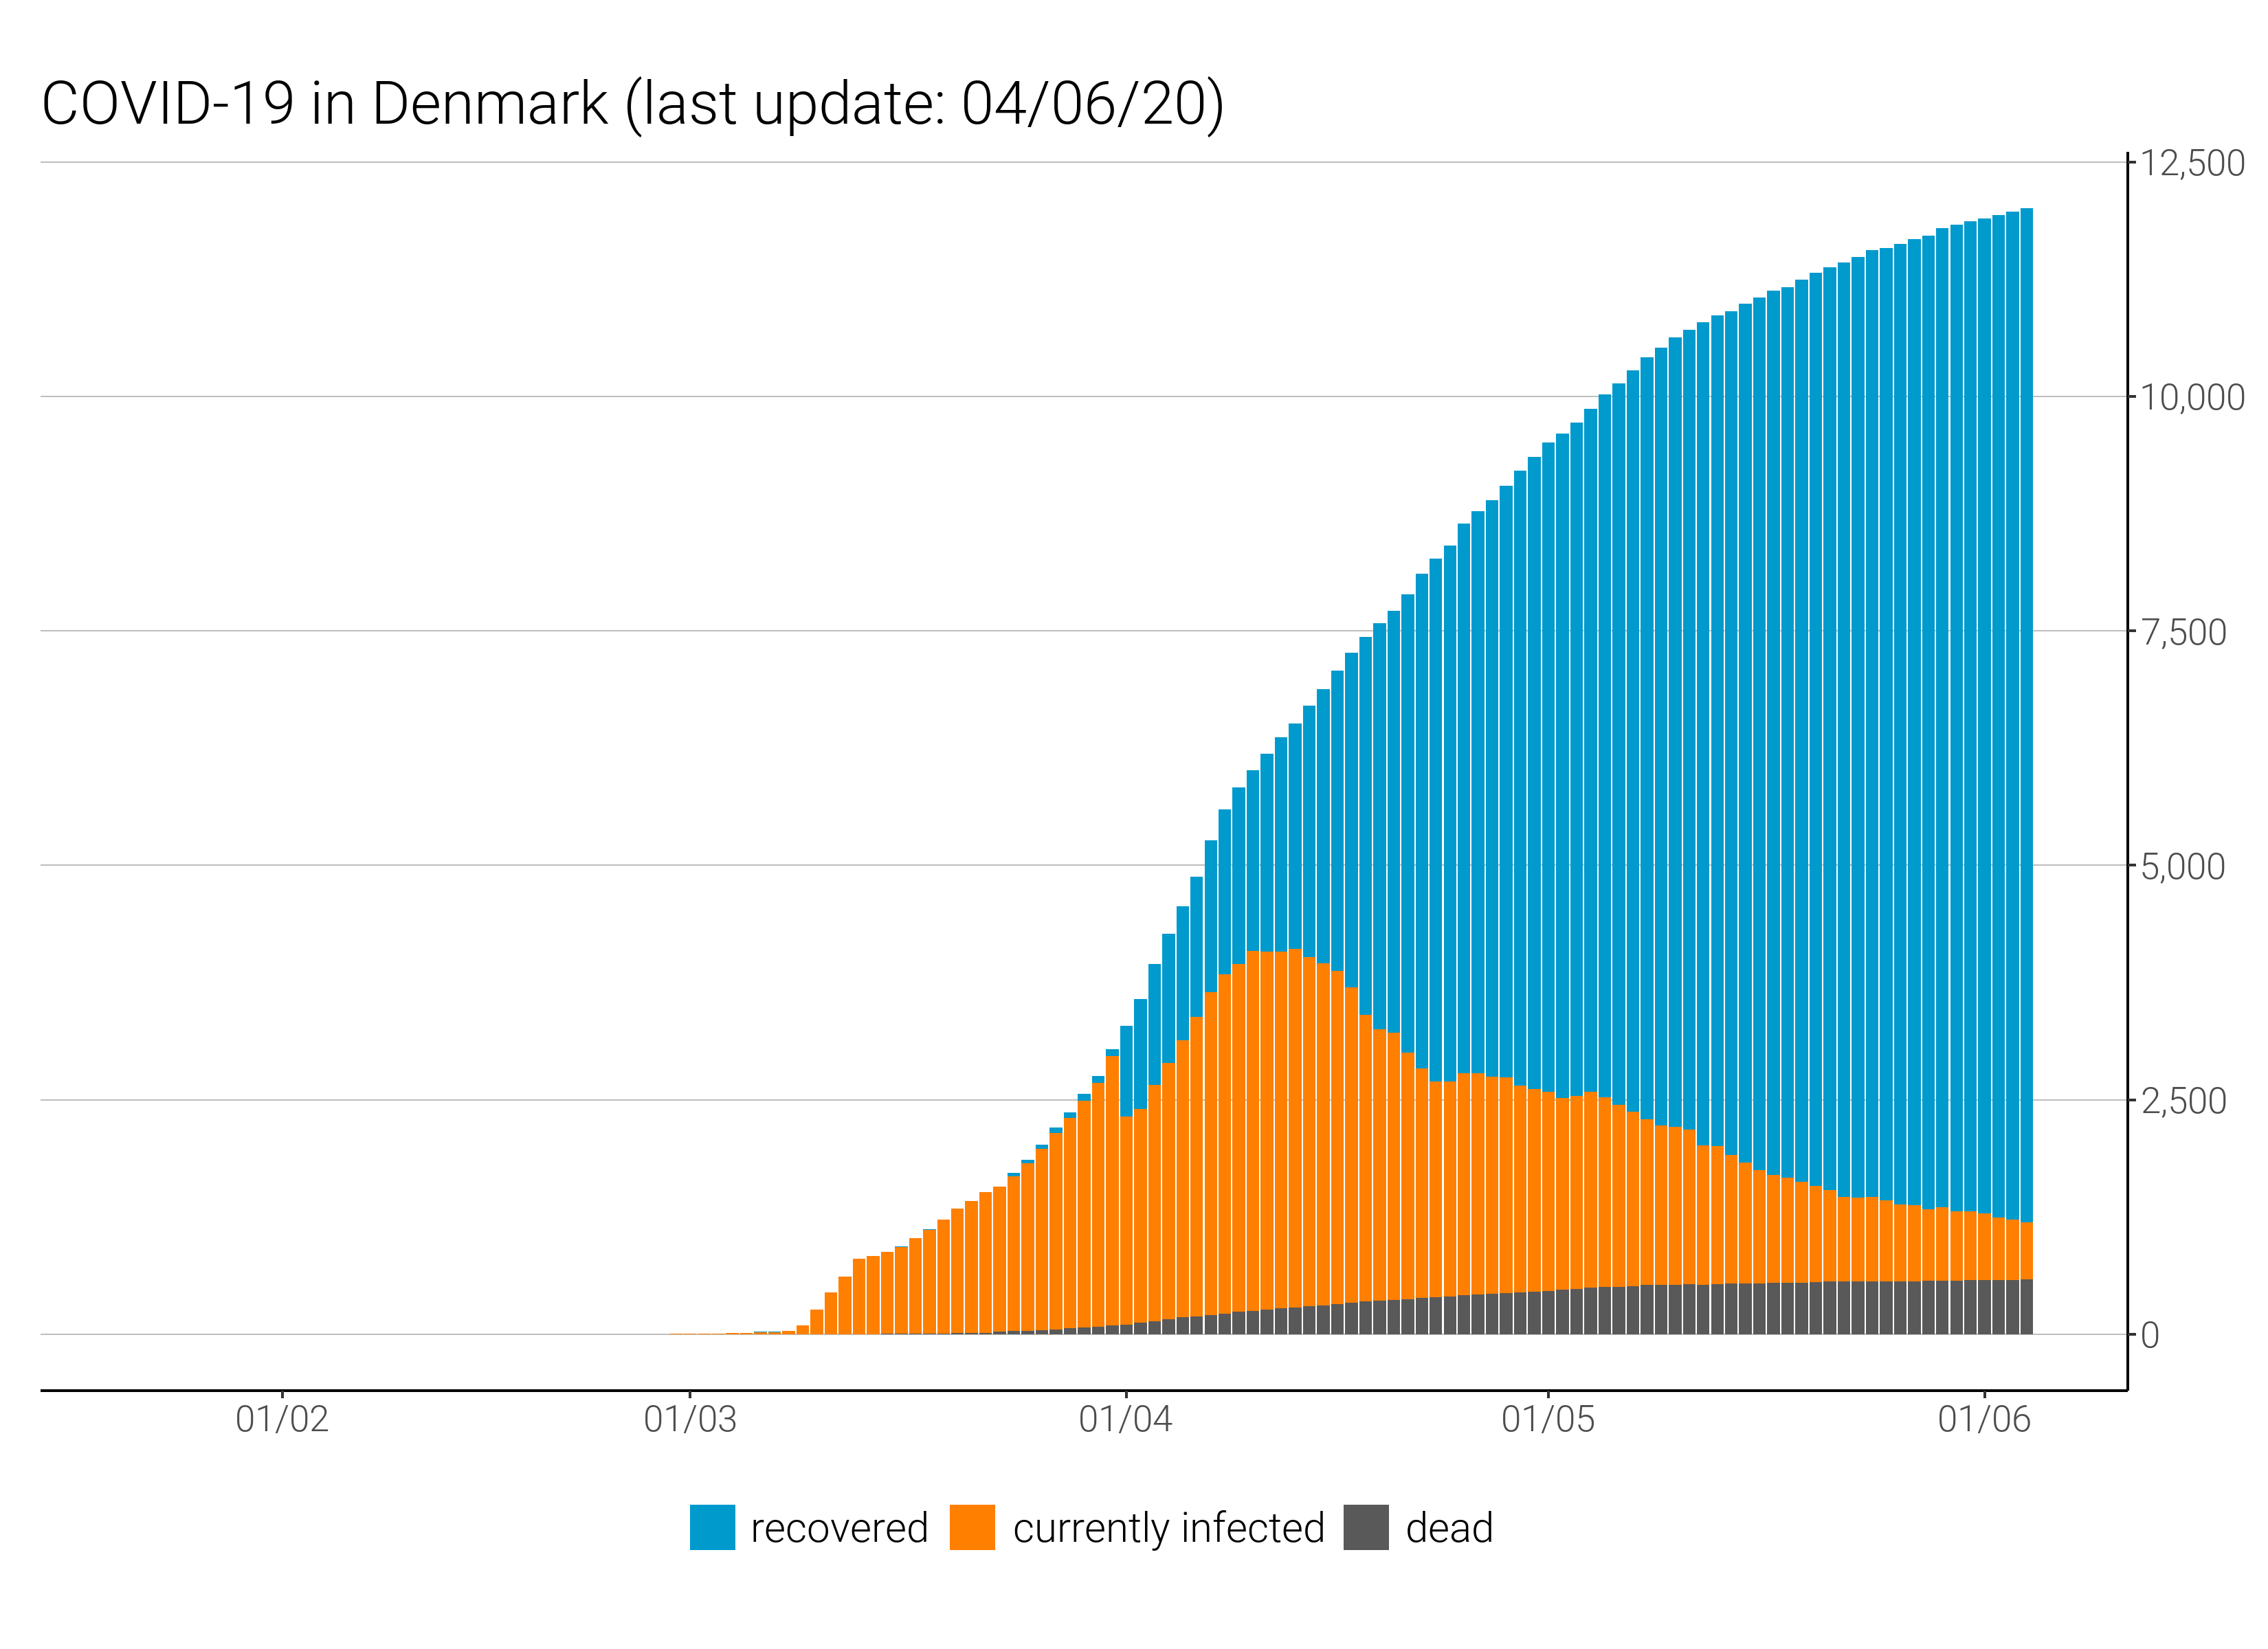 COVID-19 in Denmark (last update: 04/06/20)
12,500
10,000
7,500
5,000
2,500
0
01/02 01/03 01/04 01/05 01/06
recovered currently infected dead